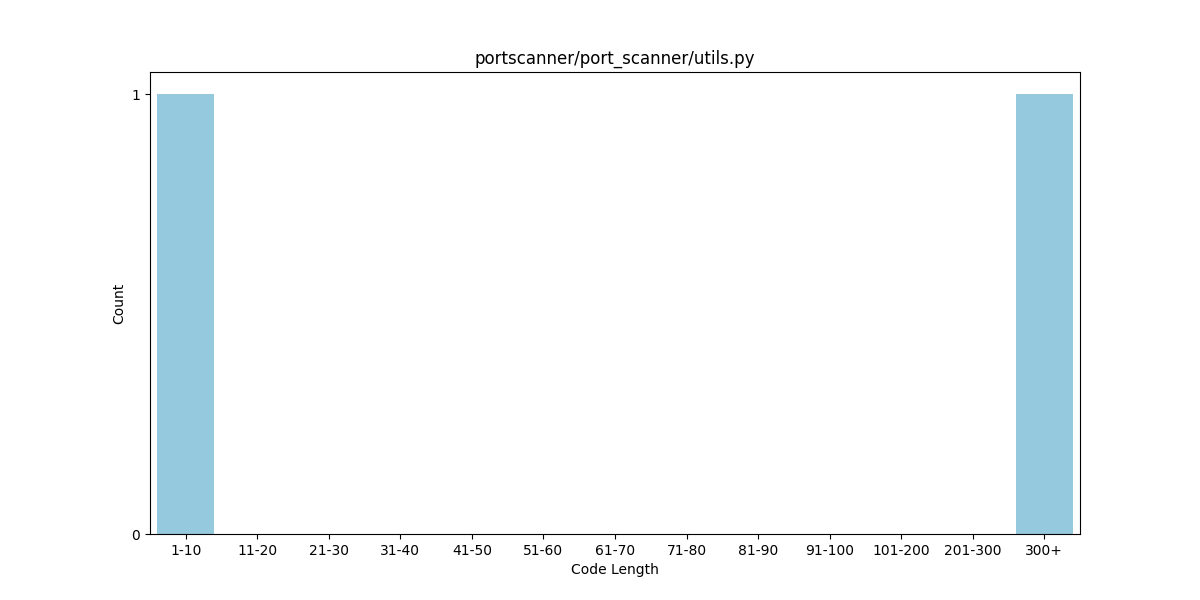 portscanner/port_scanner/utils.py
1
Count
0
1-10 11-20 21-30 31-40 41-50 51-60 61-70 71-80 81-90 91-100 101-200 201-300 300+
Code Length